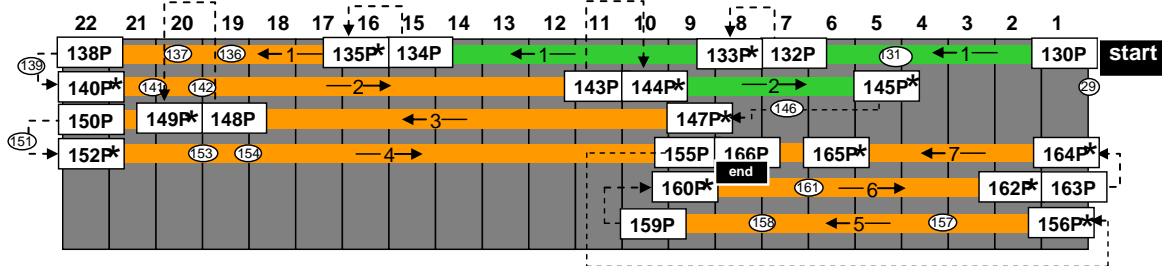 22 21 20 19 18 17 16 15 14 13 12 11 10 9 8 7 6 5 4 3 2 1
138P 137 136 1 135P* 134P 1 133P* 132P 131 1 130P start
139
140P* 141 142 2 143P 144P* 2 145P* 29
150P 149P* 148P 3 147P* 146
151
152P* 153 154 4 155P 166P 165P* 7 164P*
end
160P* 161 6 162P* 163P
159P 158 5 157 156P*